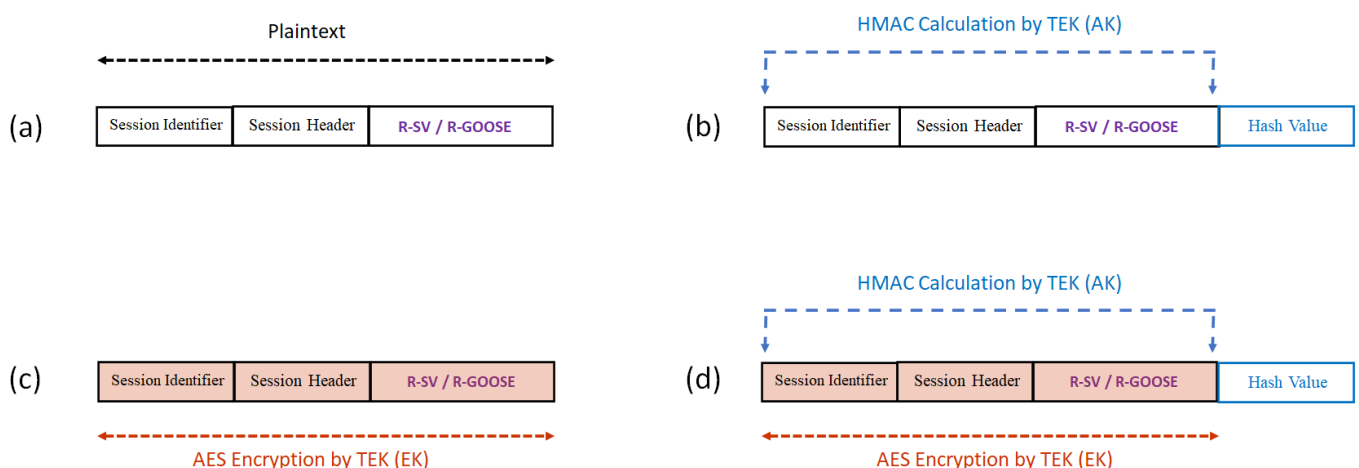 Plaintext
HMAC Calculation by TEK (AK)
(a)
Session Identifier
Session Header
R-SV / R-GOOSE
(b)
Session Identifier
Session Header
R-SV / R-GOOSE
Hash Value
HMAC Calculation by TEK (AK)
(c)
Session Identifier
Session Header
R-SV / R-GOOSE
(d)
Session Identifier
Session Header
R-SV / R-GOOSE
Hash Value
AES Encryption by TEK (EK)
AES Encryption by TEK (EK)